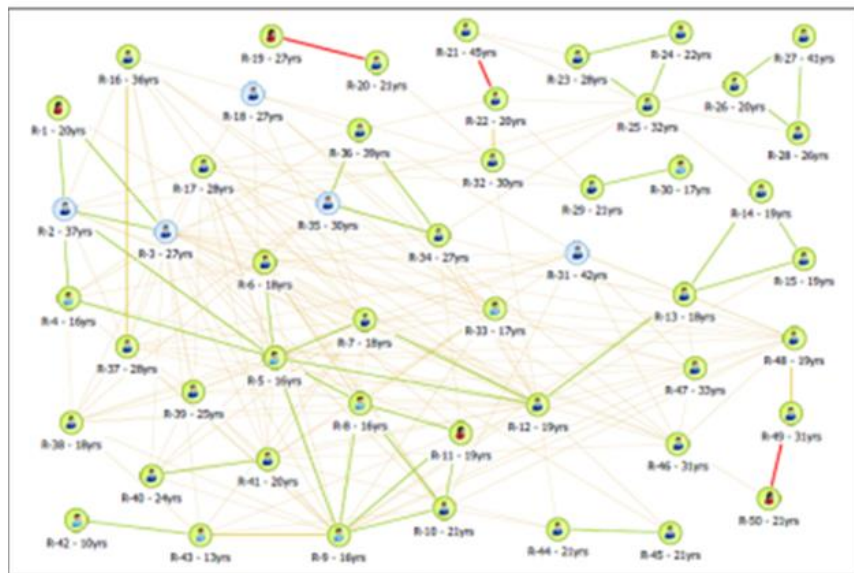 R-19 - 27yrs
R-21 - 45yrs
R-24 - 22yrs
R-27 - 41yrs
R-16 - 36yrs
R-20 - 21yrs
R-23 - 28yrs
R-26 - 20yrs
R-18 - 27yrs
R-22 - 20yrs
R-25 - 32yrs
R-1 - 20yrs
R-36 - 39yrs
R-28 - 26yrs
R-17 - 28yrs
R-32 - 30yrs
R-30 - 17yrs
R-29 - 21yrs
R-14 - 19yrs
R-2 - 37yrs
R-35 - 30yrs
R-3 - 27yrs
R-34 - 27yrs
R-31 - 42yrs
R-15 - 19yrs
R-6 - 18yrs
R-4 - 16yrs
R-13 - 18yrs
R-33 - 17yrs
R-7 - 18yrs
R-48 - 19yrs
R-37 - 28yrs
R-5 - 16yrs
R-47 - 33yrs
R-39 - 25yrs
R-8 - 16yrs
R-12 - 19yrs
R-49 - 31yrs
R-38 - 18yrs
R-11 - 19yrs
R-46 - 31yrs
R-41 - 20yrs
R-40 - 24yrs
R-50 - 21yrs
R-10 - 21yrs
R-42 - 10yrs
R-43 - 13yrs
R-9 - 16yrs
R-44 - 21yrs
R-45 - 21yrs